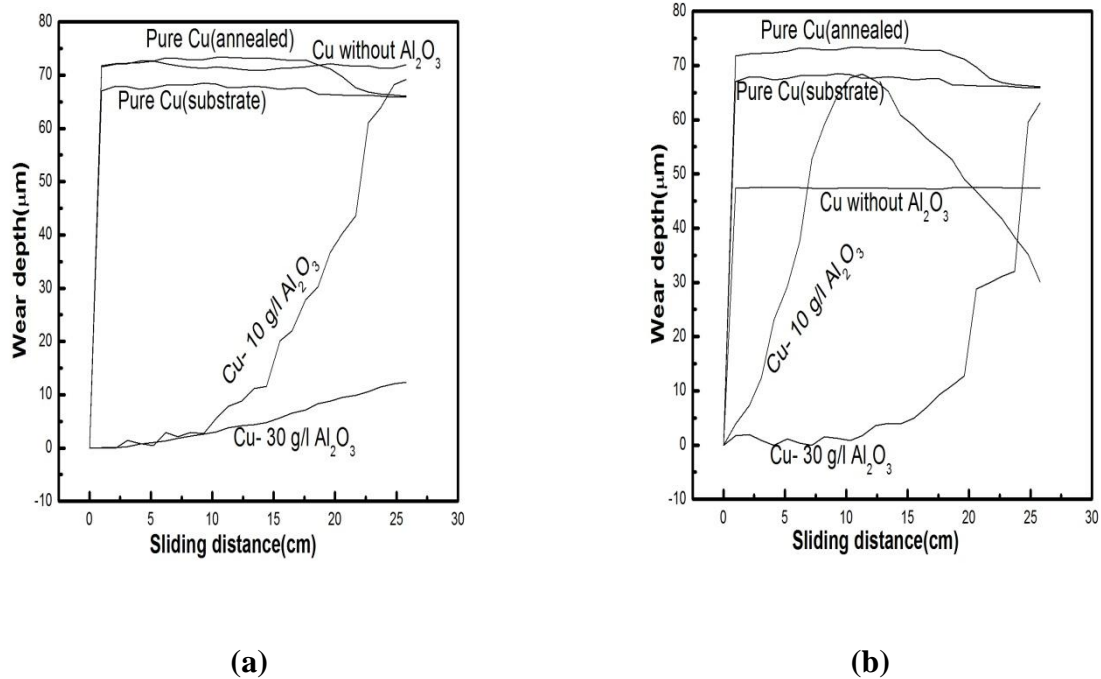 80
70
60
50
40
30
20
10
0
-10
0 5 10 15 20 25 30
Wear depth(μm)
Sliding distance(cm)
Pure Cu(annealed)
Cu without Al₂O₃
Pure Cu(substrate)
Cu- 10 g/l Al₂O₃
Cu- 30 g/l Al₂O₃
(a)
80
70
60
50
40
30
20
10
0
-10
0 5 10 15 20 25 30
Wear depth(μm)
Sliding distance(cm)
Pure Cu(annealed)
Pure Cu(substrate)
Cu without Al₂O₃
Cu- 10 g/l Al₂O₃
Cu- 30 g/l Al₂O₃
(b)